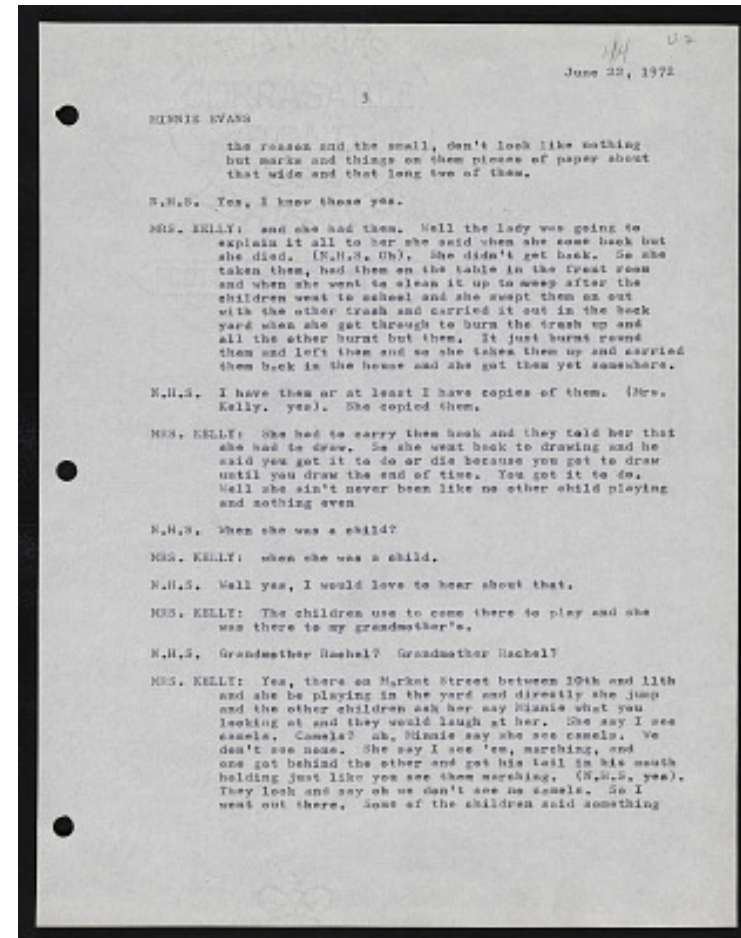 June 22, 1972
3
MINNIE EVANS
the reason and the small, don't look like nothing
but marks and things on them pieces of paper about
that wide and that long two of them.
N.H.S. Yes, I know those yes.
MRS. KELLY: and she had them. Well the lady was going to
explain it all to her she said when she come back but
she died. (N.H.S. Uh). She didn't get back. So she
taken them, had them on the table in the front room
and when she went to clean it up to sweep after the
children went to school and she swept them on out
with the other trash and carried it out in the back
yard when she got through to burn the trash up and
all the other burnt but them. It just burnt round
them and left them and so she taken them up and carried
them back in the house and she got them yet somewhere.
N.H.S. I have them or at least I have copies of them. (Mrs.
Kelly. yes). She copied them.
MRS. KELLY: She had to carry them back and they told her that
she had to draw. So she went back to drawing and he
said you got it to do or die because you got to draw
until you draw the end of time. You got it to do.
Well she ain't never been like no other child playing
and nothing even
N.H.S. When she was a child?
MRS. KELLY: when she was a child.
N.H.S. Well yes, I would love to hear about that.
MRS. KELLY: The children use to come there to play and she
was there to my grandmother's.
N.H.S. Grandmother Rachel? Grandmother Rachel?
MRS. KELLY: Yes, there on Market Street between 10th and 11th
and she be playing in the yard and directly she jump
and the other children ask her say Minnie what you
looking at and they would laugh at her. She say I see
camels. Camels? ah, Minnie say she see camels. We
don't see none. She say I see 'em, marching, and
one got behind the other and got his tail in his mouth
holding just like you see them marching. (N.H.S. yes).
They look and say oh we don't see no camels. So I
went out there. Some of the children said something